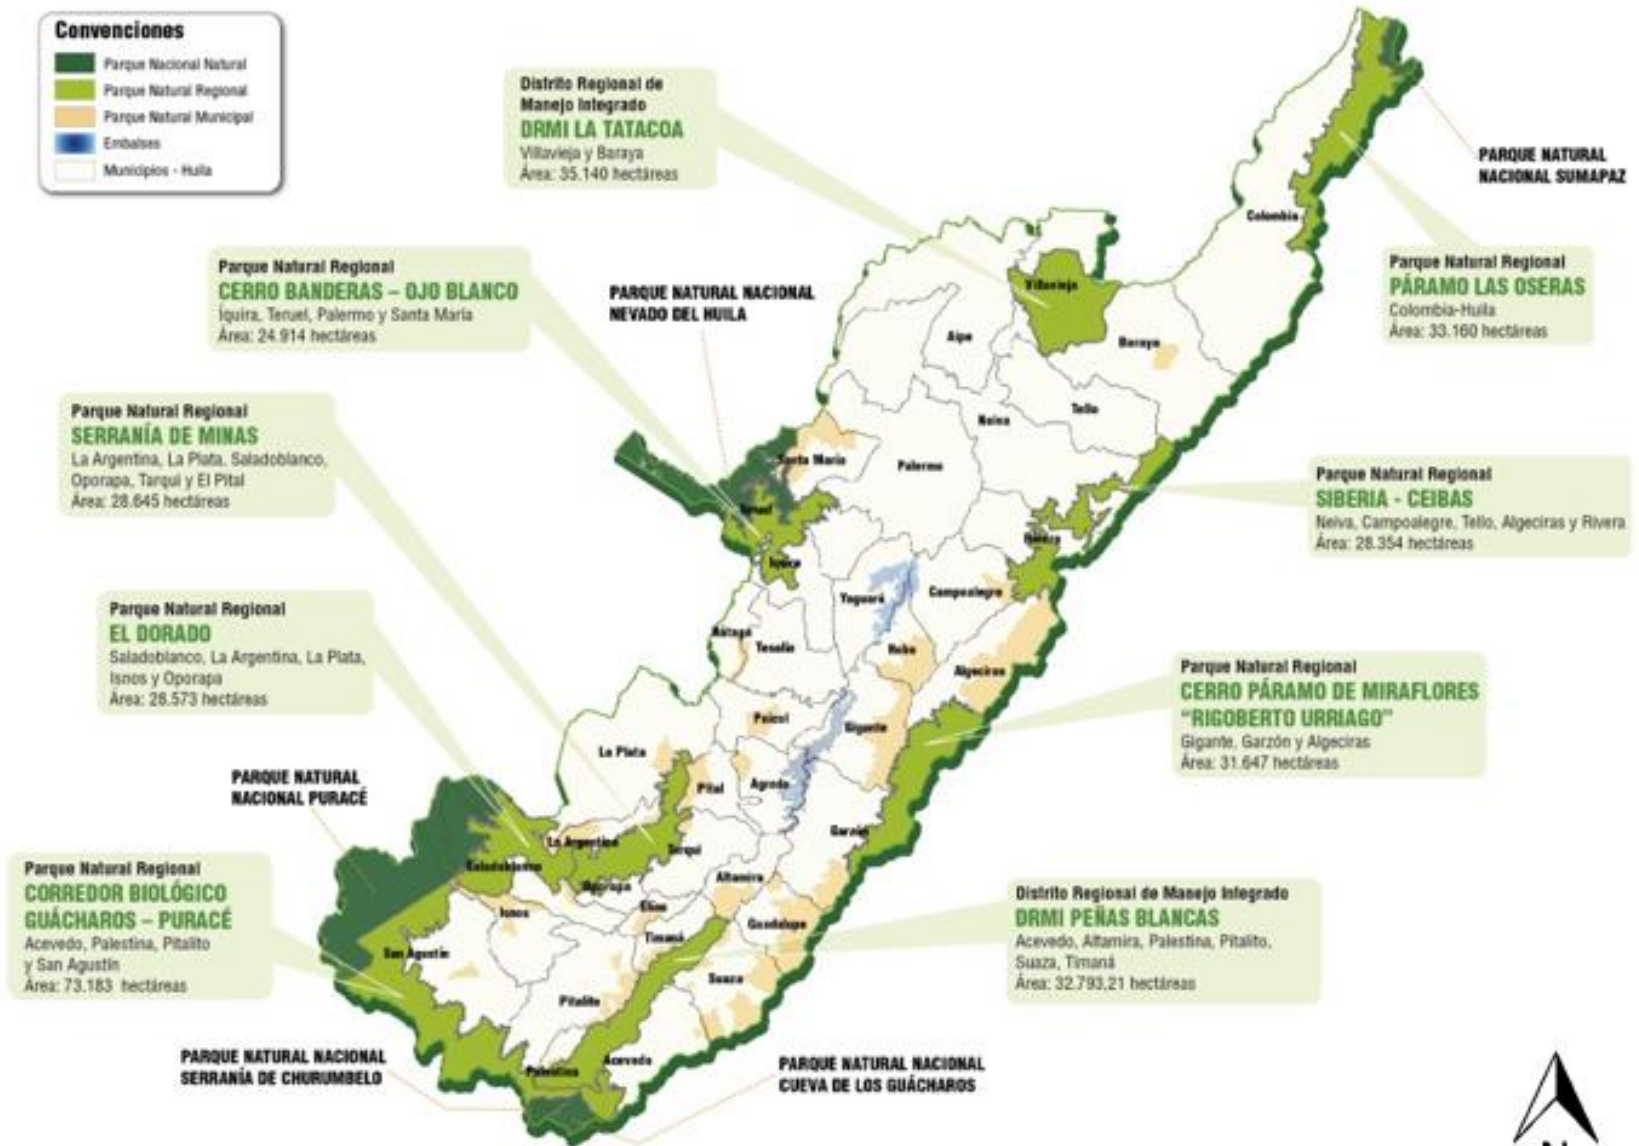 Convenciones
Parque Nacional Natural
Parque Natural Regional
Parque Natural Municipal
Embalses
Municipios - Huila
Distrito Regional de
Manejo Integrado
DRMI LA TATACOA
Villavieja y Baraya
Área: 35.140 hectáreas
PARQUE NATURAL
NACIONAL SUMAPAZ
Parque Natural Regional
CERRO BANDERAS – OJO BLANCO
Íquira, Teruel, Palermo y Santa María
Área: 24.914 hectáreas
PARQUE NATURAL NACIONAL
NEVADO DEL HUILA
Parque Natural Regional
PÁRAMO LAS OSERAS
Colombia-Huila
Área: 33.160 hectáreas
Parque Natural Regional
SERRANÍA DE MINAS
La Argentina, La Plata, Saladoblanco,
Oporapa, Tarqui y El Pital
Área: 28.645 hectáreas
Parque Natural Regional
SIBERIA - CEIBAS
Neiva, Campoalegre, Tello, Algeciras y Rivera
Área: 28.354 hectáreas
Parque Natural Regional
EL DORADO
Saladoblanco, La Argentina, La Plata,
Isnos y Oporapa
Área: 28.573 hectáreas
Parque Natural Regional
CERRO PÁRAMO DE MIRAFLORES
“RIGOBERTO URRIAGO”
Gigante, Garzón y Algeciras
Área: 31.647 hectáreas
PARQUE NATURAL
NACIONAL PURACÉ
Parque Natural Regional
CORREDOR BIOLÓGICO
GUÁCHAROS – PURACÉ
Acevedo, Palestina, Pitalito
y San Agustín
Área: 73.183 hectáreas
Distrito Regional de Manejo Integrado
DRMI PEÑAS BLANCAS
Acevedo, Altamira, Palestina, Pitalito,
Suaza, Timaná
Área: 32.793,21 hectáreas
PARQUE NATURAL NACIONAL
SERRANÍA DE CHURUMBELO
PARQUE NATURAL NACIONAL
CUEVA DE LOS GUÁCHAROS
Colombia
Villavieja
Aipe
Baraya
Tello
Neiva
Santa María
Palermo
Teruel
Rivera
Íquira
Yaguará
Campoalegre
Nátaga
Tesalia
Hobo
Algeciras
Paicol
Gigante
La Plata
Pital
Agrado
Garzón
La Argentina
Tarqui
Saladoblanco
Oporapa
Altamira
Elías
Isnos
Guadalupe
Timaná
San Agustín
Suaza
Pitalito
Acevedo
Palestina